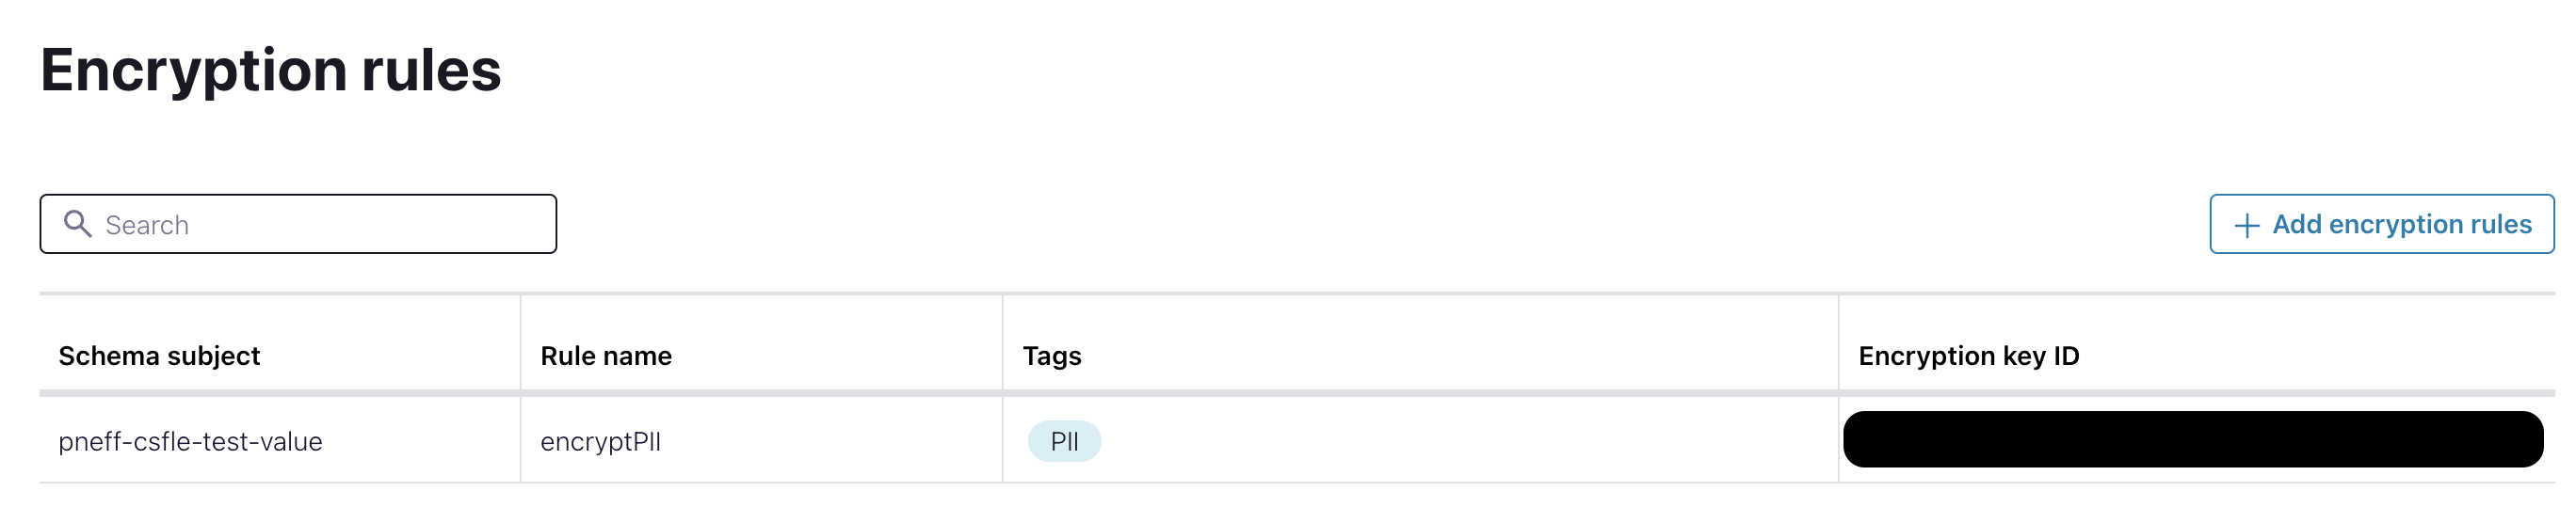 Encryption rules
Search
Add encryption rules
Schema subject Rule name Tags Encryption key ID
pneff-csfle-test-value encryptPII PII